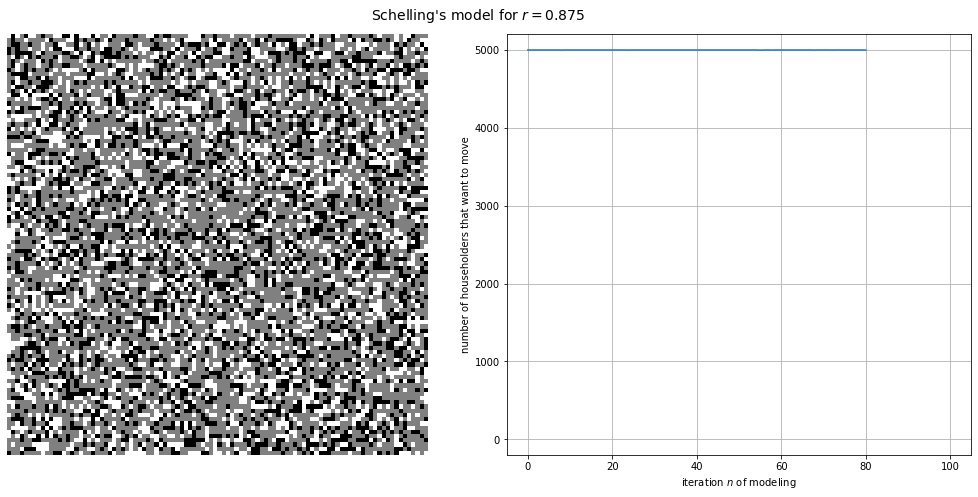 Schelling's model for r = 0.875
5000
4000
3000
2000
1000
0
number of householders that want to move
0 20 40 60 80 100
iteration n of modeling